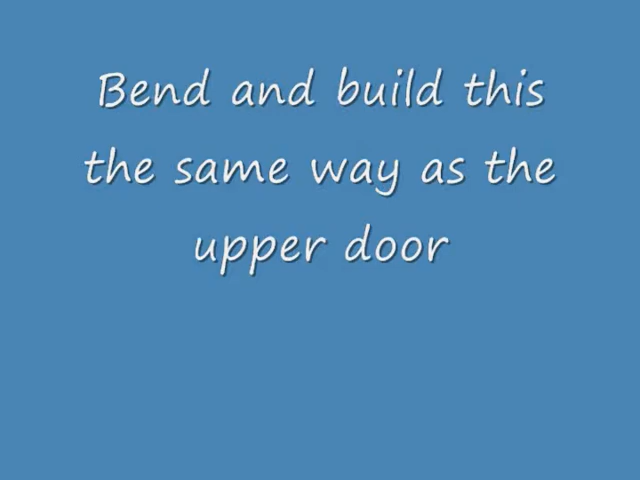 Bend and build this
the same way as the
upper door